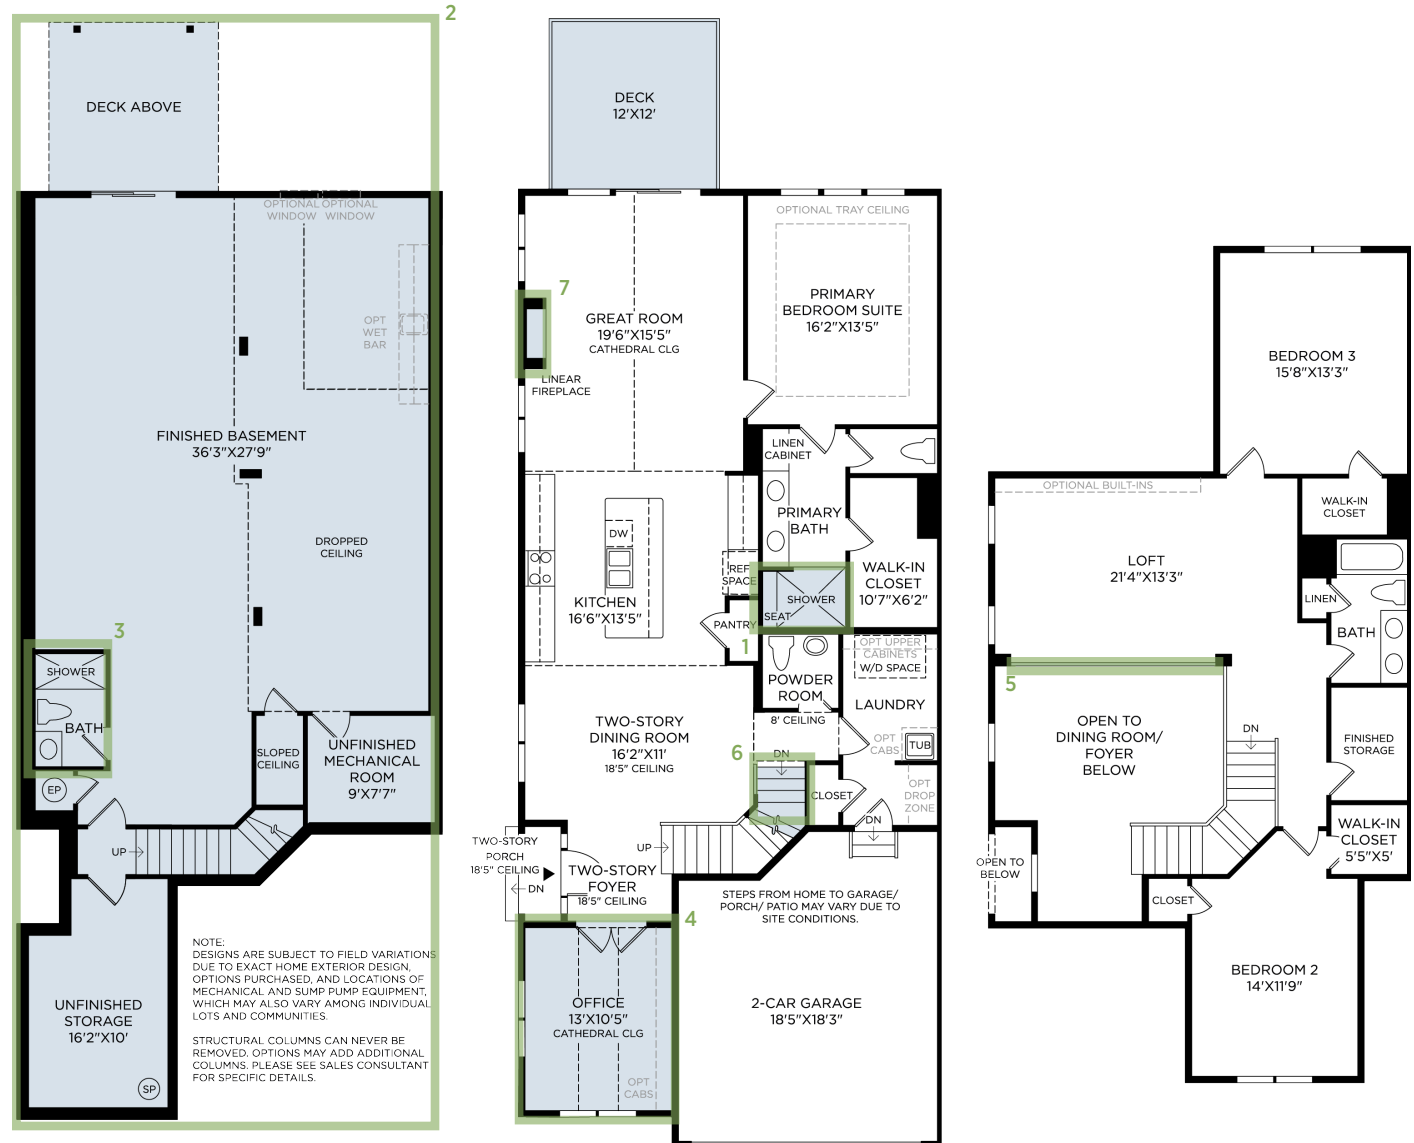 2
DECK ABOVE
OPTIONAL
WINDOW
OPTIONAL
WINDOW
OPT
WET
BAR
FINISHED BASEMENT
36'3"X27'9"
DROPPED
CEILING
3
SHOWER
BATH
EP
SLOPED
CEILING
UNFINISHED
MECHANICAL
ROOM
9'X7'7"
UP
UNFINISHED
STORAGE
16'2"X10'
SP
NOTE:
DESIGNS ARE SUBJECT TO FIELD VARIATIONS
DUE TO EXACT HOME EXTERIOR DESIGN,
OPTIONS PURCHASED, AND LOCATIONS OF
MECHANICAL AND SUMP PUMP EQUIPMENT,
WHICH MAY ALSO VARY AMONG INDIVIDUAL
LOTS AND COMMUNITIES.
STRUCTURAL COLUMNS CAN NEVER BE
REMOVED. OPTIONS MAY ADD ADDITIONAL
COLUMNS. PLEASE SEE SALES CONSULTANT
FOR SPECIFIC DETAILS.
DECK
12'X12'
OPTIONAL TRAY CEILING
7
GREAT ROOM
19'6"X15'5"
CATHEDRAL CLG
LINEAR
FIREPLACE
PRIMARY
BEDROOM SUITE
16'2"X13'5"
LINEN
CABINET
PRIMARY
BATH
DW
REF
SPACE
WALK-IN
CLOSET
10'7"X6'2"
KITCHEN
16'6"X13'5"
SHOWER
SEAT
PANTRY
1
OPT UPPER
CABINETS
W/D SPACE
POWDER
ROOM
LAUNDRY
8' CEILING
OPT
CABS
TUB
TWO-STORY
DINING ROOM
16'2"X11'
18'5" CEILING
6
DN
CLOSET
OPT
DROP
ZONE
DN
UP
TWO-STORY
PORCH
18'5" CEILING
DN
TWO-STORY
FOYER
18'5" CEILING
STEPS FROM HOME TO GARAGE/
PORCH/ PATIO MAY VARY DUE TO
SITE CONDITIONS.
4
OFFICE
13'X10'5"
CATHEDRAL CLG
OPT
CABS
2-CAR GARAGE
18'5"X18'3"
BEDROOM 3
15'8"X13'3"
OPTIONAL BUILT-INS
WALK-IN
CLOSET
LOFT
21'4"X13'3"
LINEN
BATH
5
OPEN TO
DINING ROOM/
FOYER
BELOW
DN
FINISHED
STORAGE
WALK-IN
CLOSET
5'5"X5'
OPEN TO
BELOW
CLOSET
BEDROOM 2
14'X11'9"